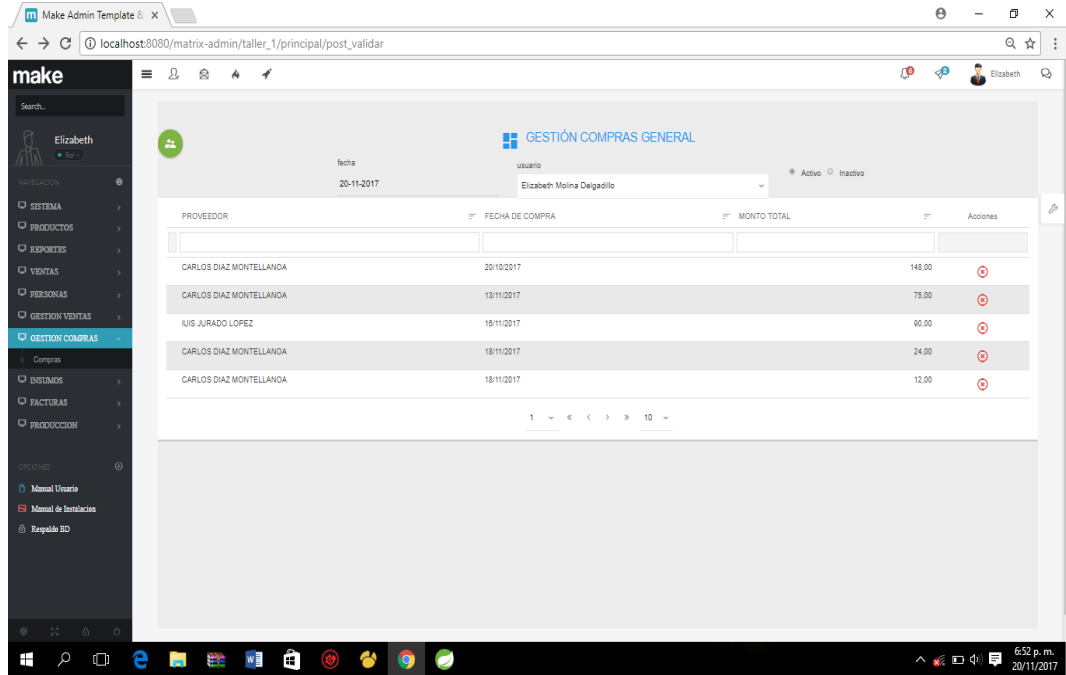 Make Admin Template &
localhost:8080/matrix-admin/taller_1/principal/post_validar
make
6
8
Elizabeth
Search..
Elizabeth
Rol
NAVEGACION
SISTEMA
PRODUCTOS
REPORTES
VENTAS
PERSONAS
GESTION VENTAS
GESTION COMPRAS
Compras
INSUMOS
FACTURAS
PRODUCCION
OPCIONES
Manual Usuario
Manual de Instalacion
Respaldo BD
GESTIÓN COMPRAS GENERAL
fecha
usuario
20-11-2017
Elizabeth Molina Delgadillo
Activo Inactivo
PROVEEDOR FECHA DE COMPRA MONTO TOTAL Acciones
CARLOS DIAZ MONTELLANOA 20/10/2017 148,00
CARLOS DIAZ MONTELLANOA 13/11/2017 75,00
IUIS JURADO LOPEZ 16/11/2017 90,00
CARLOS DIAZ MONTELLANOA 18/11/2017 24,00
CARLOS DIAZ MONTELLANOA 18/11/2017 12,00
1 « ‹ › » 10
6:52 p. m.
20/11/2017